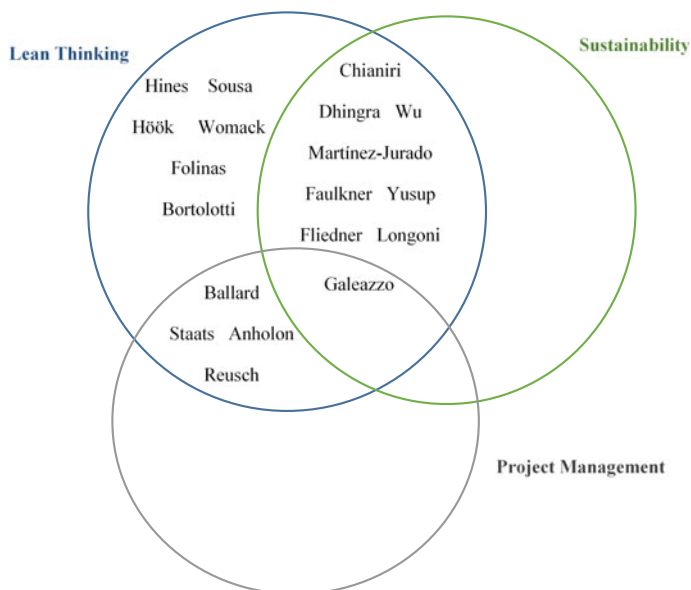 Lean Thinking
Sustainability
Hines Sousa
Höök Womack
Folinas
Bortolotti
Chianiri
Dhingra Wu
Martínez-Jurado
Faulkner Yusup
Fliedner Longoni
Galeazzo
Ballard
Staats Anholon
Reusch
Project Management